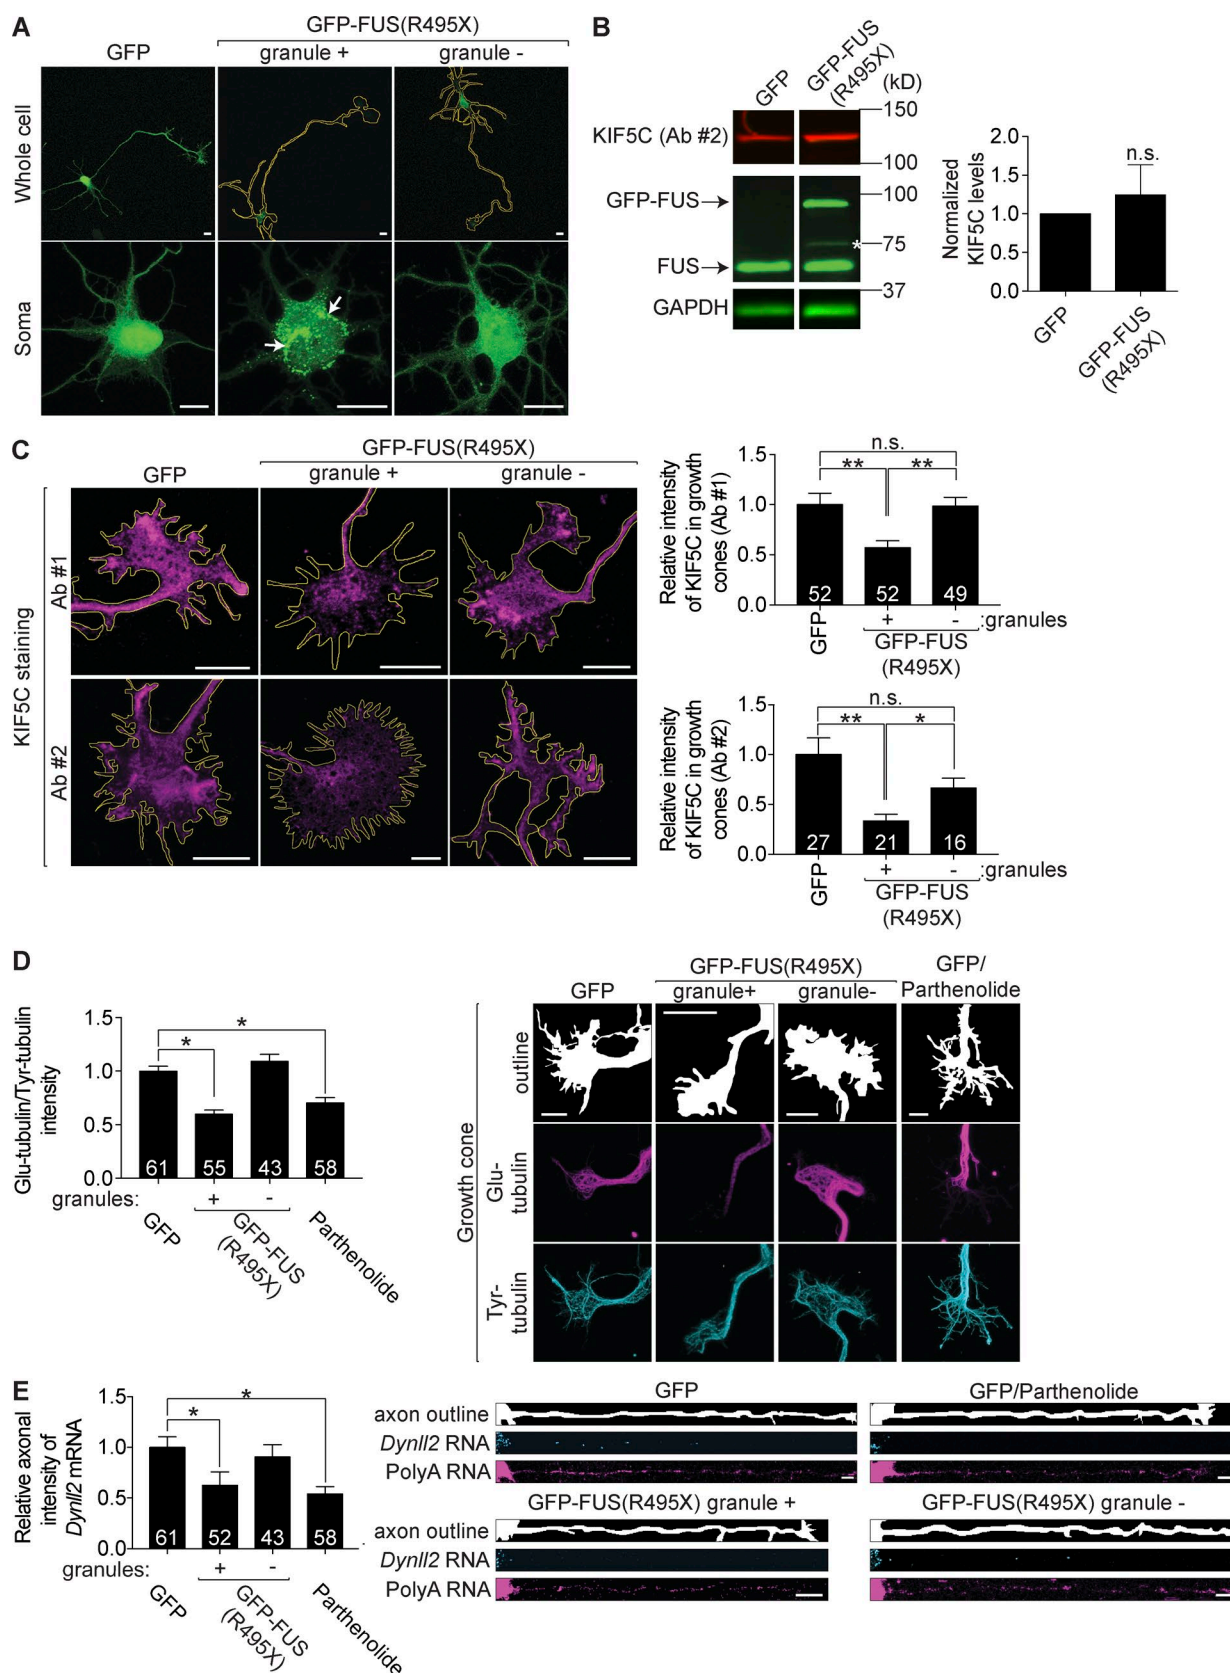 A
GFP-FUS(R495X)
GFP
granule +
granule -
Whole cell
Soma
B
GFP
GFP-FUS
(R495X)
(kD)
KIF5C (Ab #2)
150
100
GFP-FUS
100
*
75
FUS
37
GAPDH
Normalized
KIF5C levels
2.0
1.5
1.0
0.5
0.0
n.s.
GFP
GFP-FUS
(R495X)
C
GFP-FUS(R495X)
GFP
granule +
granule -
KIF5C staining
Ab #1
Ab #2
Relative intensity
of KIF5C in growth
cones (Ab #1)
1.5
1.0
0.5
0.0
n.s.
** **
52 52 49
+ - :granules
GFP
GFP-FUS
(R495X)
Relative intensity
of KIF5C in growth
cones (Ab #2)
1.5
1.0
0.5
0.0
n.s.
** *
27 21 16
+ - :granules
GFP
GFP-FUS
(R495X)
D
Glu-tubulin/Tyr-tubulin
intensity
1.5
1.0
0.5
0.0
*
*
61 55 43 58
granules: + -
GFP
GFP-FUS
(R495X)
Parthenolide
GFP-FUS(R495X)
GFP/
GFP
granule+
granule-
Parthenolide
Growth cone
outline
Glu-
tubulin
Tyr-
tubulin
E
Relative axonal
intensity of
Dynll2 mRNA
1.5
1.0
0.5
0.0
*
*
61 52 43 58
granules: + -
GFP
GFP-FUS
(R495X)
Parthenolide
GFP
GFP/Parthenolide
axon outline
Dynll2 RNA
PolyA RNA
GFP-FUS(R495X) granule +
GFP-FUS(R495X) granule -
axon outline
Dynll2 RNA
PolyA RNA